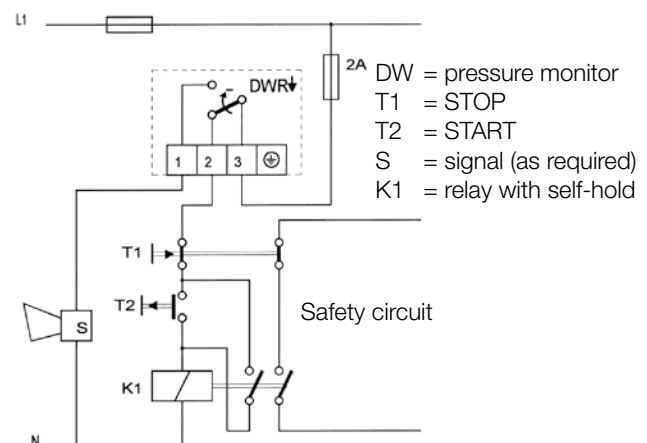 L1
2A
DWR
DW = pressure monitor
T1 = STOP
T2 = START
S = signal (as required)
K1 = relay with self-hold
1 2 3
T1
T2
Safety circuit
S
K1
N